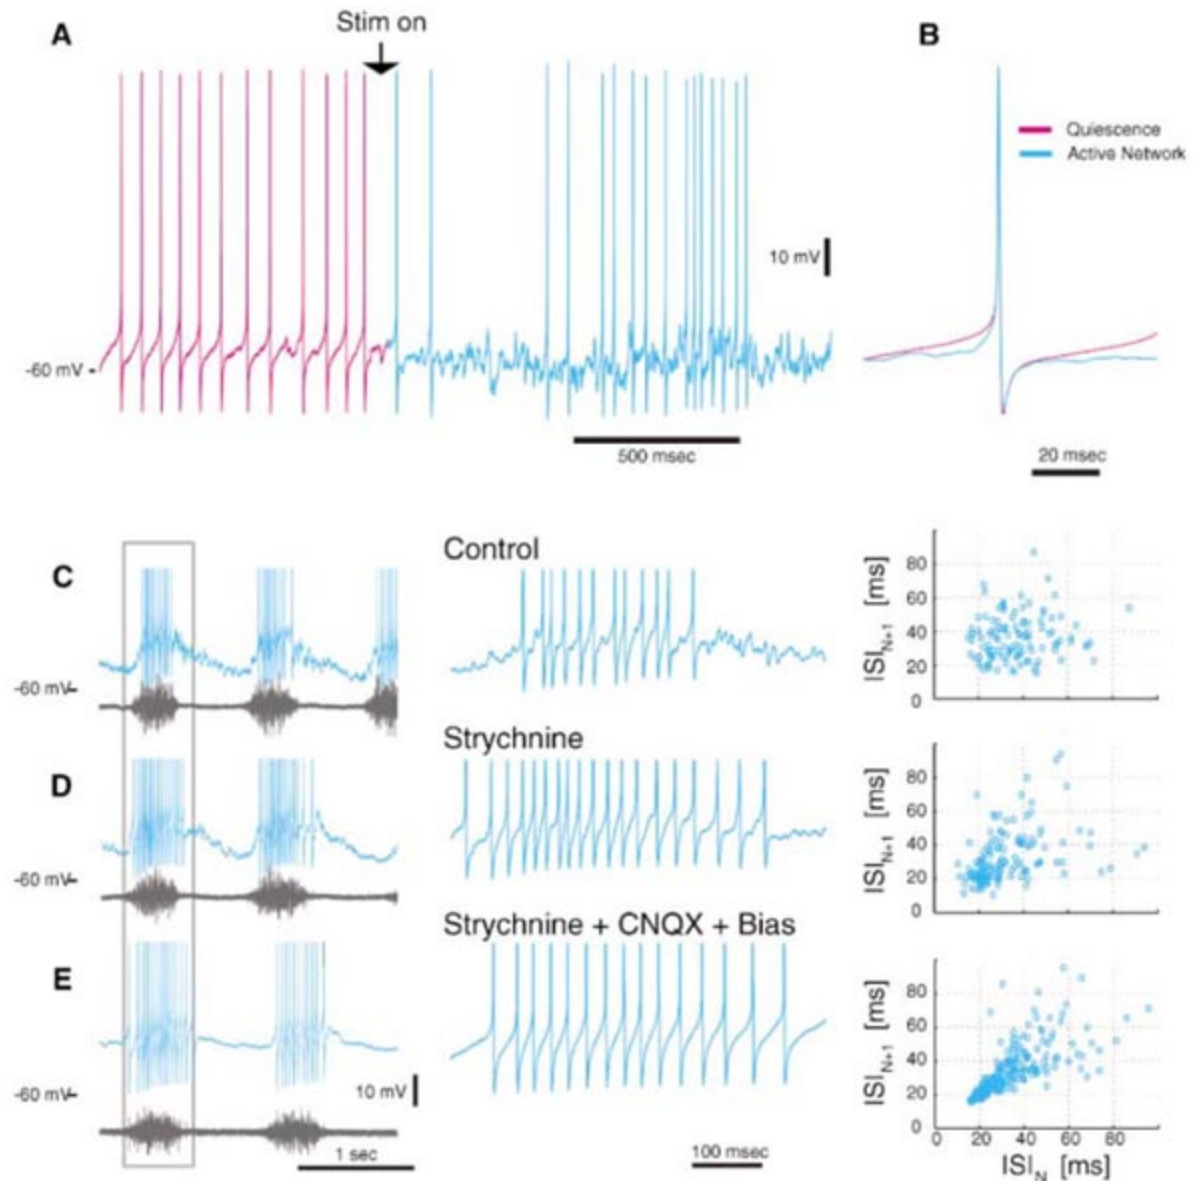 A
Stim on
B
Quiescence
Active Network
10 mV
-60 mV
500 msec
20 msec
C
Control
-60 mV
80
60
40
20
0
ISI_{N+1} [ms]
D
Strychnine
-60 mV
80
60
40
20
0
ISI_{N+1} [ms]
E
Strychnine + CNQX + Bias
-60 mV
10 mV
1 sec
100 msec
80
60
40
20
0
ISI_{N+1} [ms]
0 20 40 60 80
ISI_N [ms]